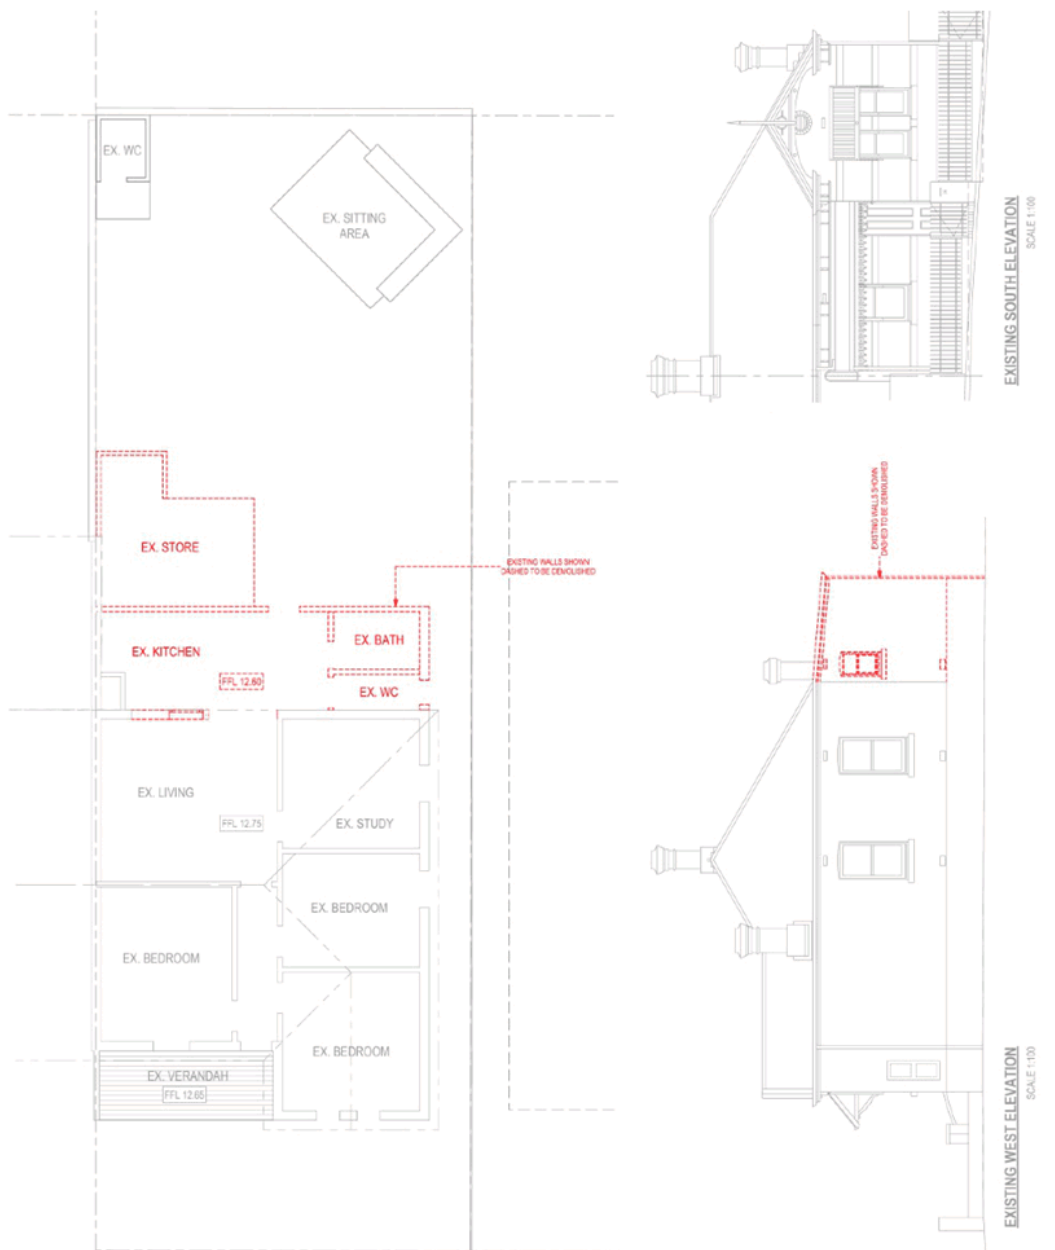 EX. WC
EX. SITTING
AREA
EX. STORE
EXISTING WALLS SHOWN
DASHED TO BE DEMOLISHED
EX. KITCHEN
EX. BATH
FFL 12.60
EX. WC
EX. LIVING
FFL 12.75
EX. STUDY
EX. BEDROOM
EX. BEDROOM
EX. BEDROOM
EX. VERANDAH
FFL 12.65
EXISTING SOUTH ELEVATION
SCALE 1:100
EXISTING WALLS SHOWN
DASHED TO BE DEMOLISHED
EXISTING WEST ELEVATION
SCALE 1:100